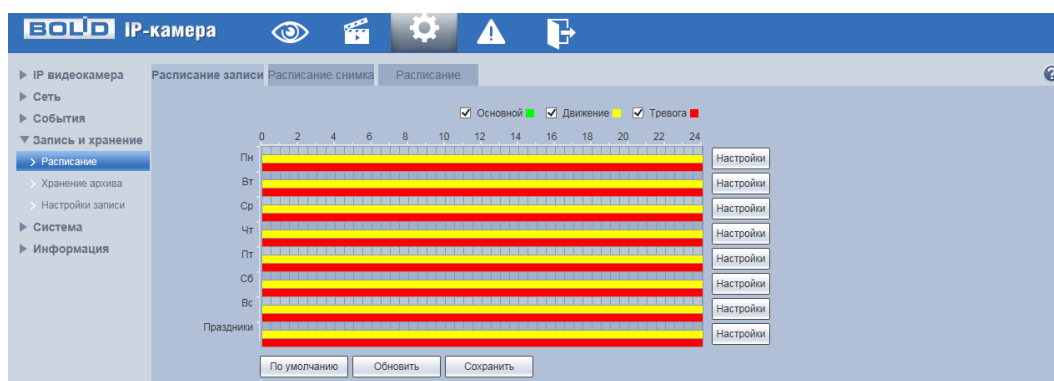 BOLID IP-камера
IP видеокамера
Сеть
События
Запись и хранение
Расписание
Хранение архива
Настройки записи
Система
Информация
Расписание записи Расписание снимка Расписание
Основной Движение Тревога
0 2 4 6 8 10 12 14 16 18 20 22 24
Пн Настройки
Вт Настройки
Ср Настройки
Чт Настройки
Пт Настройки
Сб Настройки
Вс Настройки
Праздники Настройки
По умолчанию Обновить Сохранить